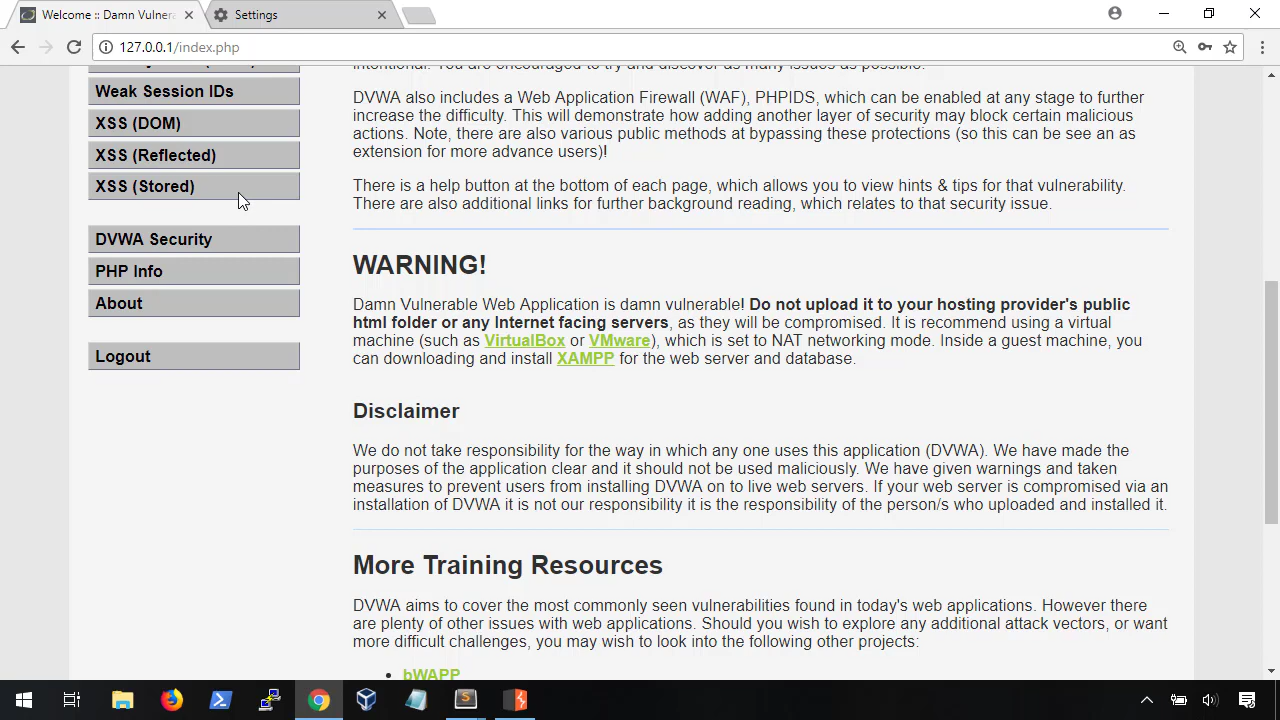 Welcome :: Damn Vulnera
Settings
127.0.0.1/index.php
Weak Session IDs
XSS (DOM)
XSS (Reflected)
XSS (Stored)
DVWA Security
PHP Info
About
Logout
intentional. You are encouraged to try and discover as many issues as possible.
DVWA also includes a Web Application Firewall (WAF), PHPIDS, which can be enabled at any stage to further
increase the difficulty. This will demonstrate how adding another layer of security may block certain malicious
actions. Note, there are also various public methods at bypassing these protections (so this can be see an as
extension for more advance users)!
There is a help button at the bottom of each page, which allows you to view hints & tips for that vulnerability.
There are also additional links for further background reading, which relates to that security issue.
WARNING!
Damn Vulnerable Web Application is damn vulnerable! Do not upload it to your hosting provider's public
html folder or any Internet facing servers, as they will be compromised. It is recommend using a virtual
machine (such as VirtualBox or VMware), which is set to NAT networking mode. Inside a guest machine, you
can downloading and install XAMPP for the web server and database.
Disclaimer
We do not take responsibility for the way in which any one uses this application (DVWA). We have made the
purposes of the application clear and it should not be used maliciously. We have given warnings and taken
measures to prevent users from installing DVWA on to live web servers. If your web server is compromised via an
installation of DVWA it is not our responsibility it is the responsibility of the person/s who uploaded and installed it.
More Training Resources
DVWA aims to cover the most commonly seen vulnerabilities found in today's web applications. However there
are plenty of other issues with web applications. Should you wish to explore any additional attack vectors, or want
more difficult challenges, you may wish to look into the following other projects:
• bWAPP